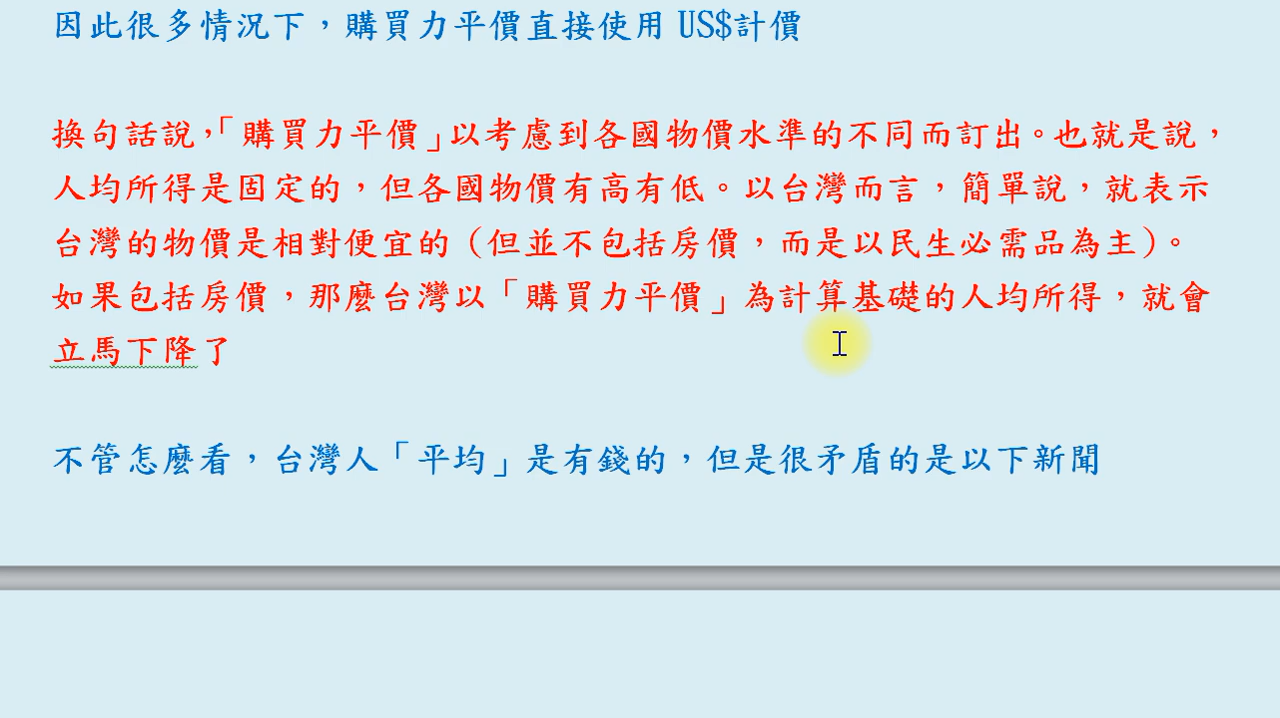 因此很多情況下，購買力平價直接使用 US$計價
換句話說，「購買力平價」以考慮到各國物價水準的不同而訂出。也就是說，
人均所得是固定的，但各國物價有高有低。以台灣而言，簡單說，就表示
台灣的物價是相對便宜的（但並不包括房價，而是以民生必需品為主）。
如果包括房價，那麼台灣以「購買力平價」為計算基礎的人均所得，就會
立馬下降了
不管怎麼看，台灣人「平均」是有錢的，但是很矛盾的是以下新聞